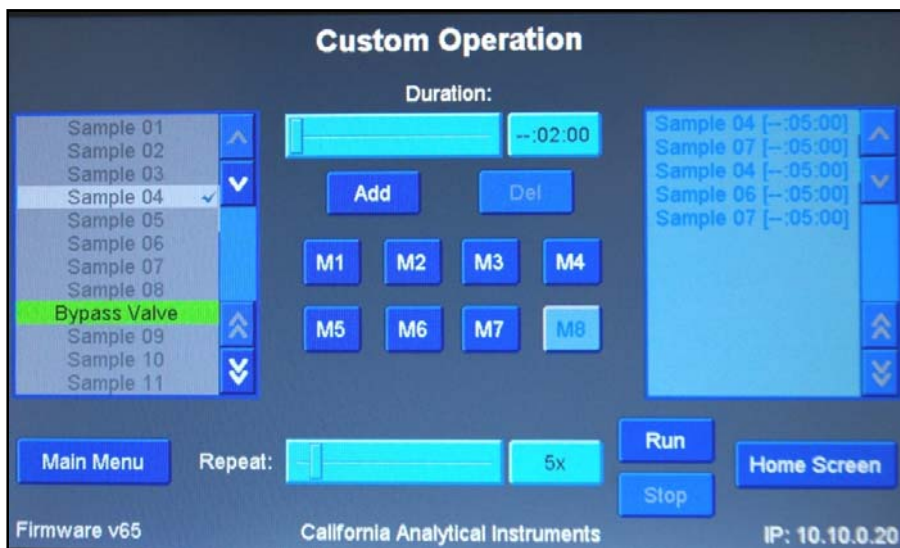 Custom Operation
Duration:
--:02:00
Sample 01
Sample 02
Sample 03
Sample 04
Sample 05
Sample 06
Sample 07
Sample 08
Bypass Valve
Sample 09
Sample 10
Sample 11
Add
Del
M1 M2 M3 M4
M5 M6 M7 M8
Sample 04 [--:05:00]
Sample 07 [--:05:00]
Sample 04 [--:05:00]
Sample 06 [--:05:00]
Sample 07 [--:05:00]
Main Menu
Repeat:
5x
Run
Stop
Home Screen
Firmware v65
California Analytical Instruments
IP: 10.10.0.20